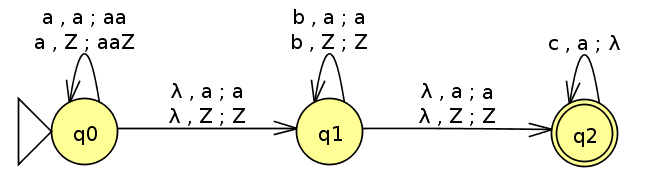 a , a ; aa
a , Z ; aaZ
b , a ; a
b , Z ; Z
c , a ; λ
λ , a ; a
λ , Z ; Z
λ , a ; a
λ , Z ; Z
q0
q1
q2